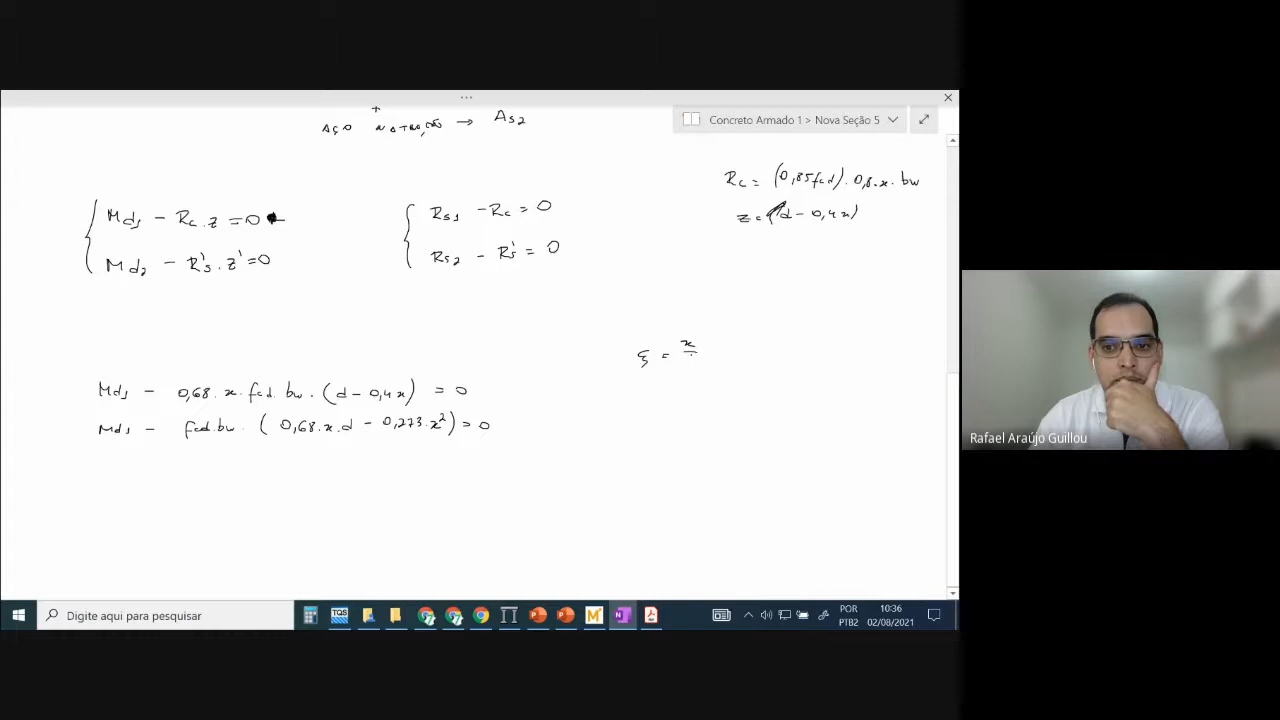 AÇO NA TRAÇÃO → As2
Concreto Armado 1 > Nova Seção 5
Rc = (0,85fcd).0,8.x.bw
z = (d - 0,4x)
Md1 - Rc.z = 0
Md2 - R's.z' = 0
Rs1 - Rc = 0
Rs2 - R's = 0
ξ = x
Md1 - 0,68.x.fcd.bw.(d - 0,4x) = 0
Md1 - fcd.bw.(0,68.x.d - 0,273.x²) = 0
Rafael Araújo Guillou
Digite aqui para pesquisar
TQS
POR
PTB2
10:36
02/08/2021